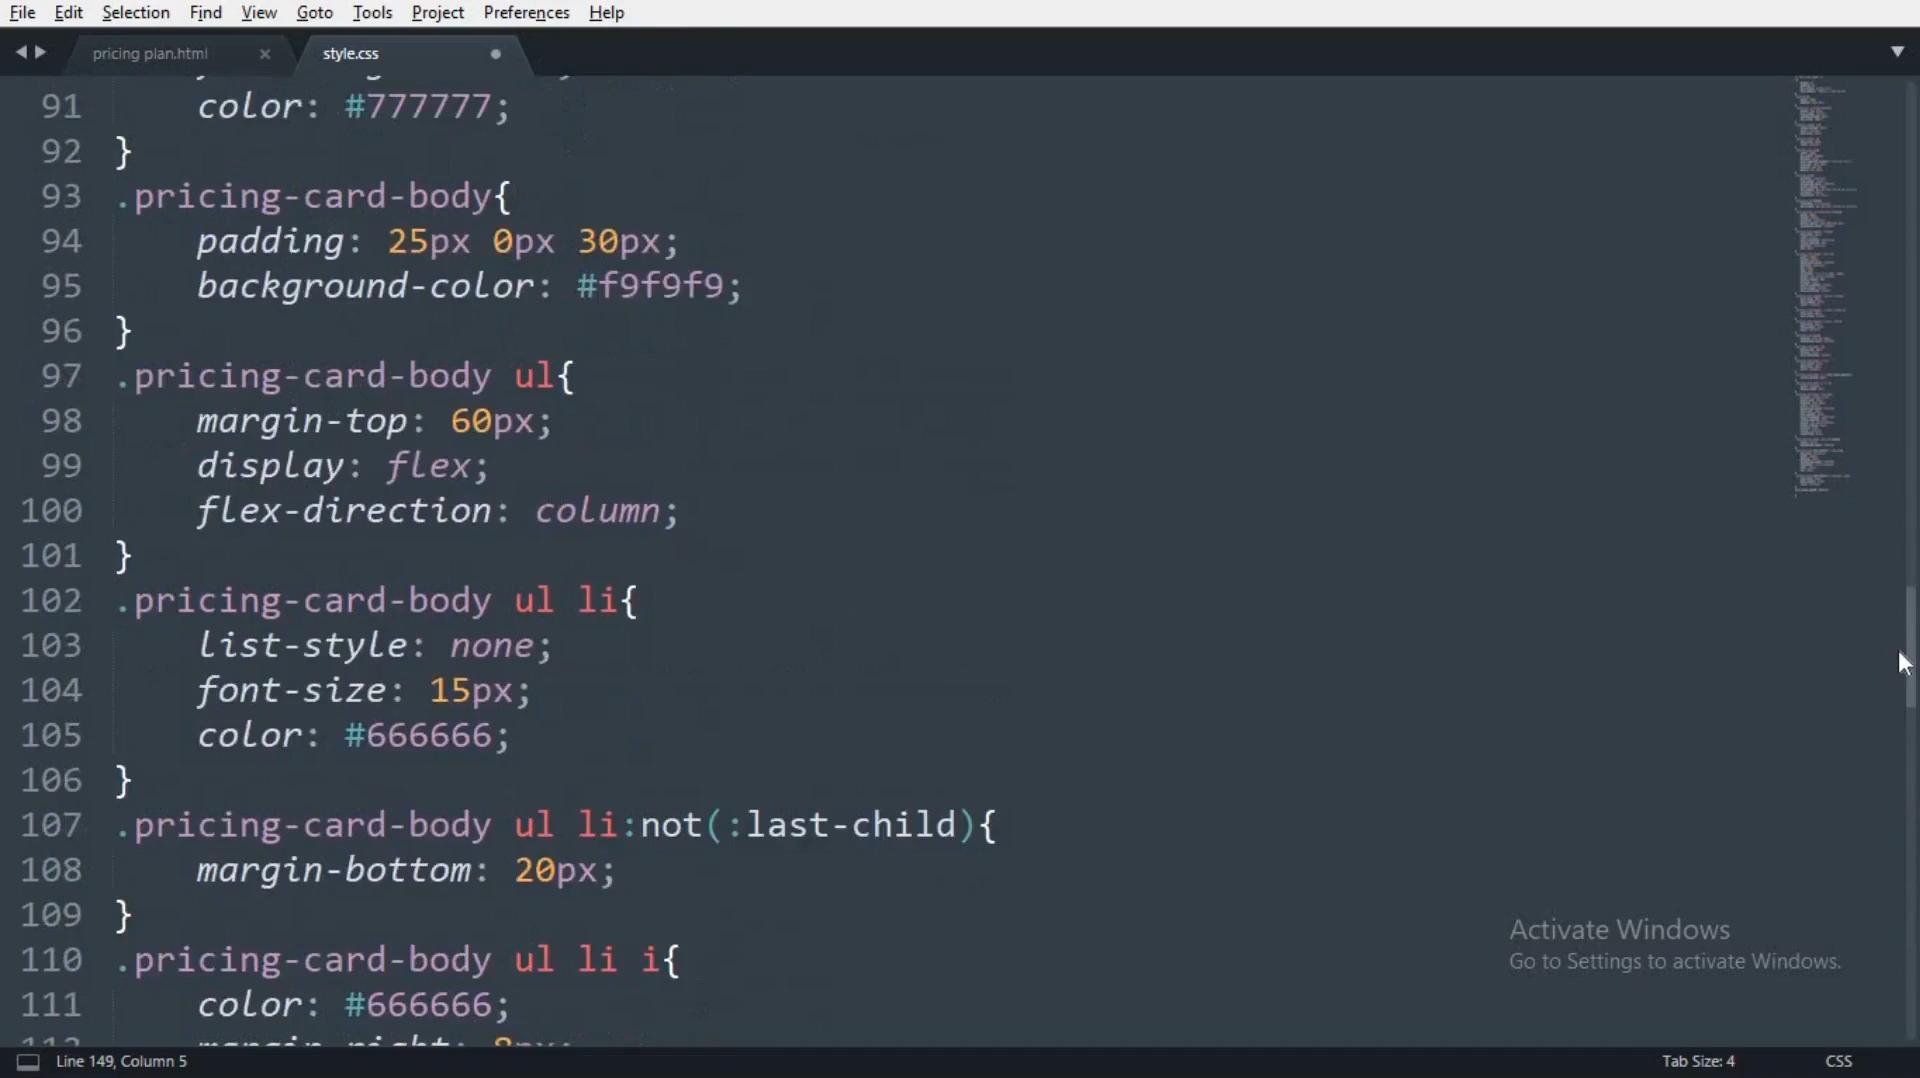 File Edit Selection Find View Goto Tools Project Preferences Help
pricing plan.html × style.css
91 color: #777777;
92 }
93 .pricing-card-body{
94 padding: 25px 0px 30px;
95 background-color: #f9f9f9;
96 }
97 .pricing-card-body ul{
98 margin-top: 60px;
99 display: flex;
100 flex-direction: column;
101 }
102 .pricing-card-body ul li{
103 list-style: none;
104 font-size: 15px;
105 color: #666666;
106 }
107 .pricing-card-body ul li:not(:last-child){
108 margin-bottom: 20px;
109 }
110 .pricing-card-body ul li i{
111 color: #666666;
112 margin-right: 8px;
Activate Windows
Go to Settings to activate Windows.
Line 149, Column 5 Tab Size: 4 CSS